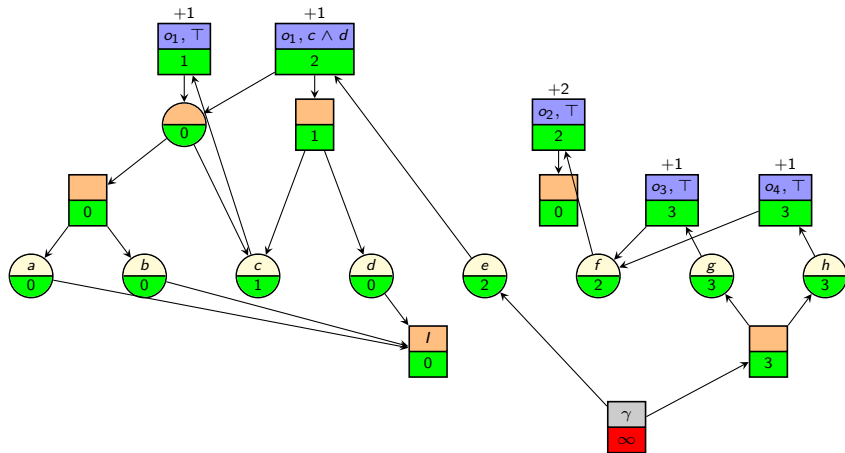 +1 +1
o₁, ⊤ o₁, c ∧ d
1 2
+2
o₂, ⊤
0 1 2
+1 +1
o₃, ⊤ o₄, ⊤
0 0 3 3
a b c d e f g h
0 0 1 0 2 2 3 3
I
0 3
γ
∞